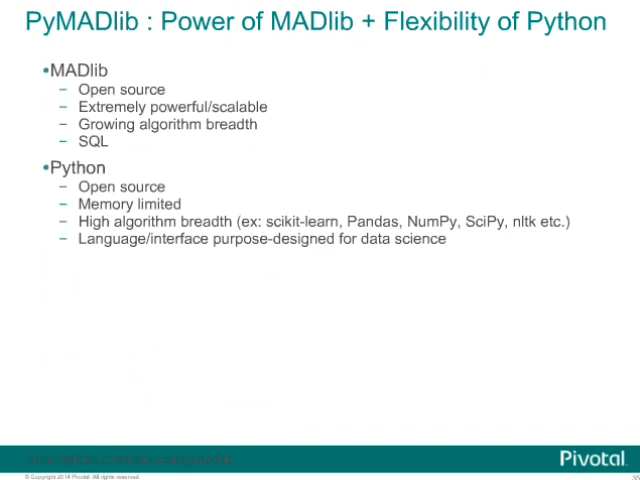 PyMADlib : Power of MADlib + Flexibility of Python
•MADlib
– Open source
– Extremely powerful/scalable
– Growing algorithm breadth
– SQL
•Python
– Open source
– Memory limited
– High algorithm breadth (ex: scikit-learn, Pandas, NumPy, SciPy, nltk etc.)
– Language/interface purpose-designed for data science
Pivotal
© Copyright 2014 Pivotal. All rights reserved.